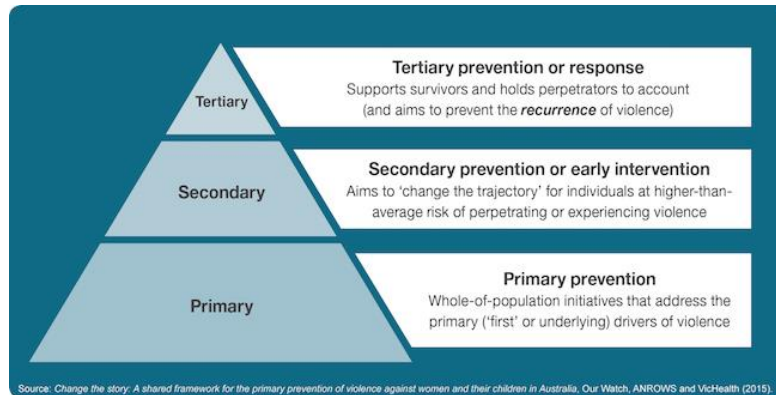 Tertiary
Tertiary prevention or response
Supports survivors and holds perpetrators to account
(and aims to prevent the recurrence of violence)
Secondary
Secondary prevention or early intervention
Aims to ‘change the trajectory’ for individuals at higher-than-
average risk of perpetrating or experiencing violence
Primary
Primary prevention
Whole-of-population initiatives that address the
primary (‘first’ or underlying) drivers of violence
Source: Change the story: A shared framework for the primary prevention of violence against women and their children in Australia, Our Watch, ANROWS and VicHealth (2015).